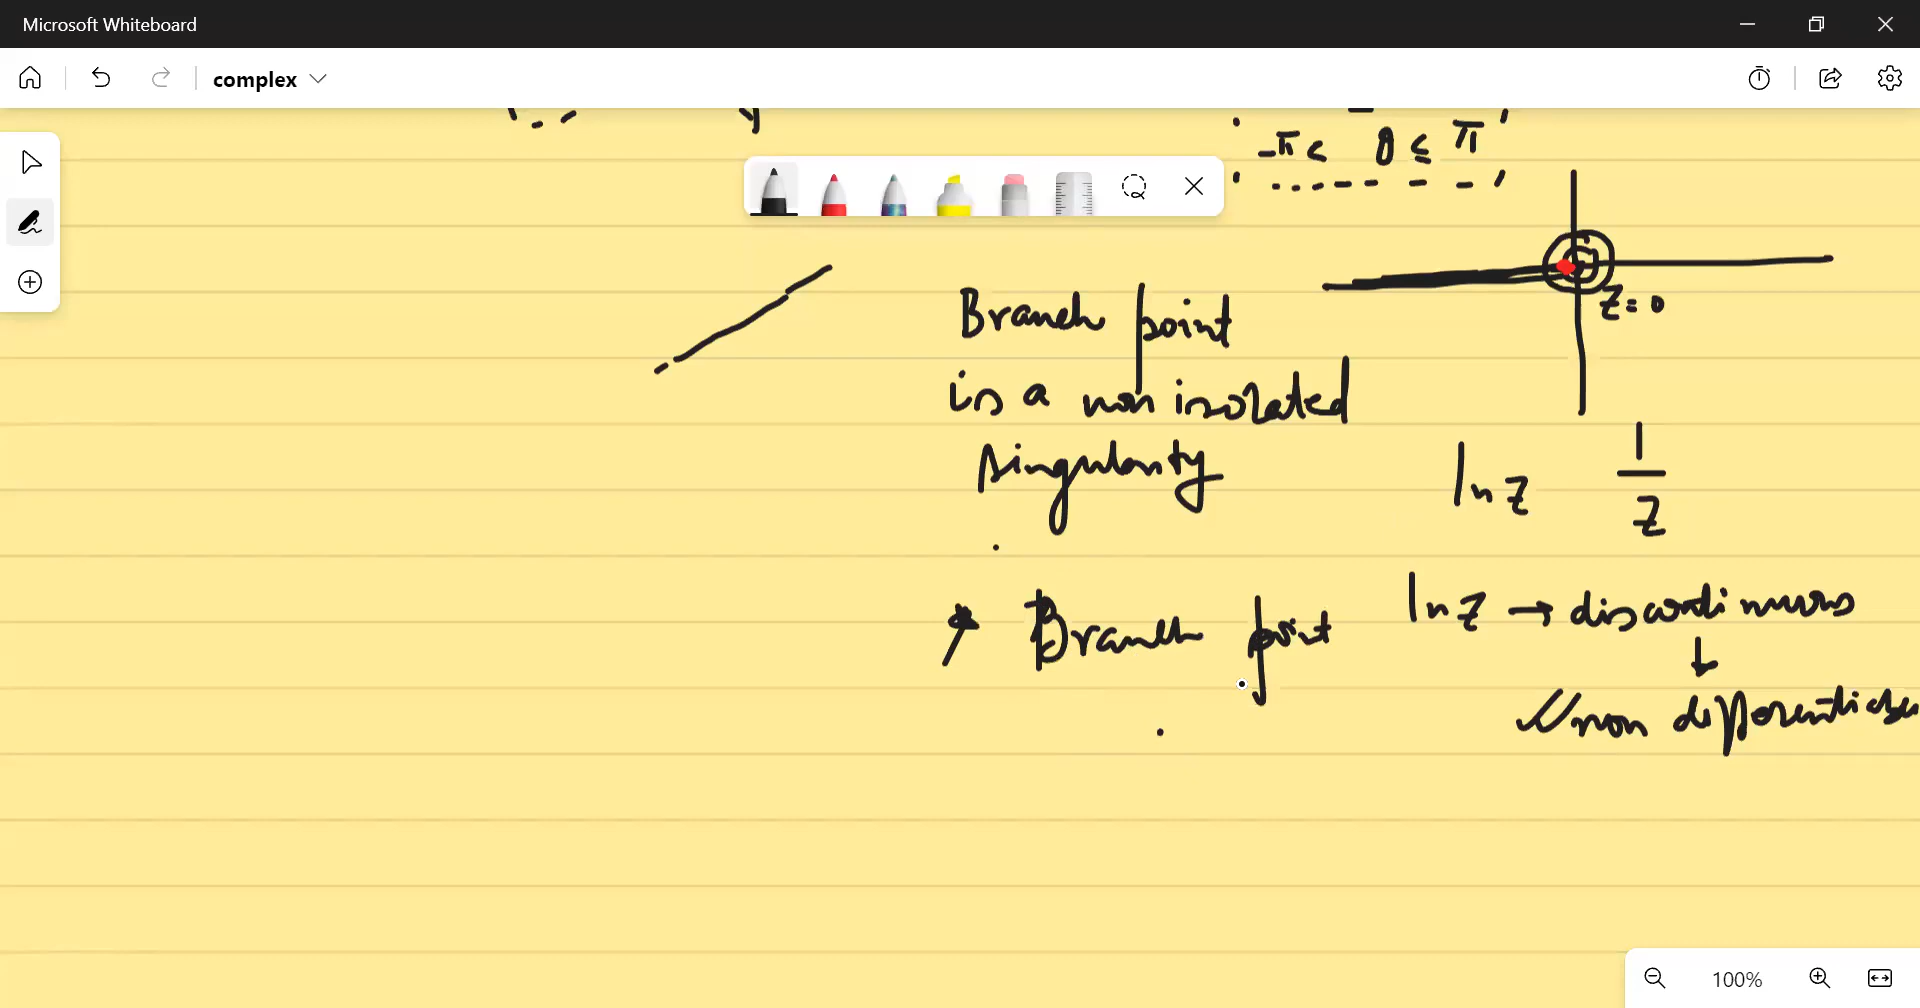 Microsoft Whiteboard
complex
-π < θ ≤ π
z = 0
Branch point
is a non isolated
singularity
ln z
1
z
Branch point
ln z → discontinuous
↓
non differentiable
100%